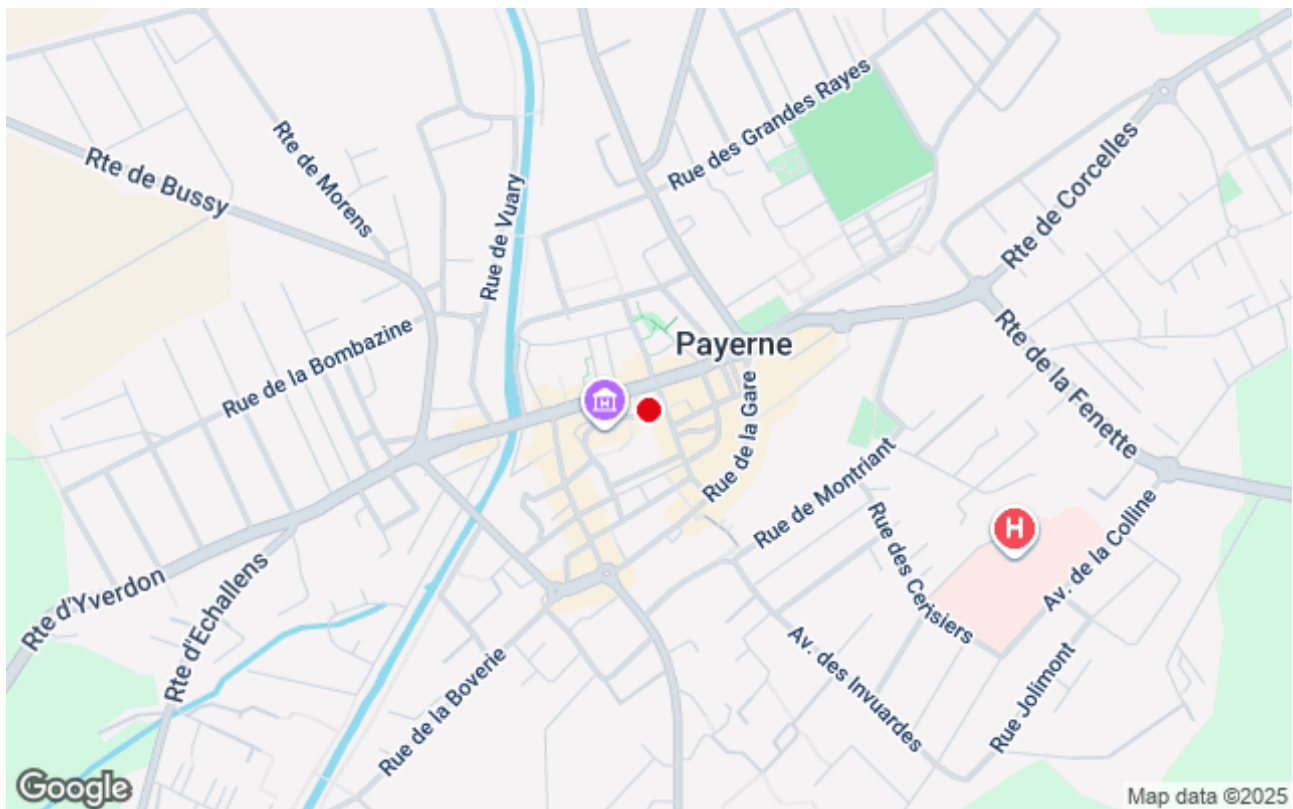 Rue des Grandes Rayes
Rte de Morens
Rte de Bussy
Rue de Vuary
Rte de Corcelles
Rue de la Bombazine
Payerne
Rte de la Fenette
H
Rue de la Gare
Rue de Montriant
H
Rue des Cerisiers
Av. de la Colline
Rte d'Yverdon
Rte d'Echallens
Av. des Invuardes
Rue Jolimont
Rue de la Boverie
Google
Map data ©2025